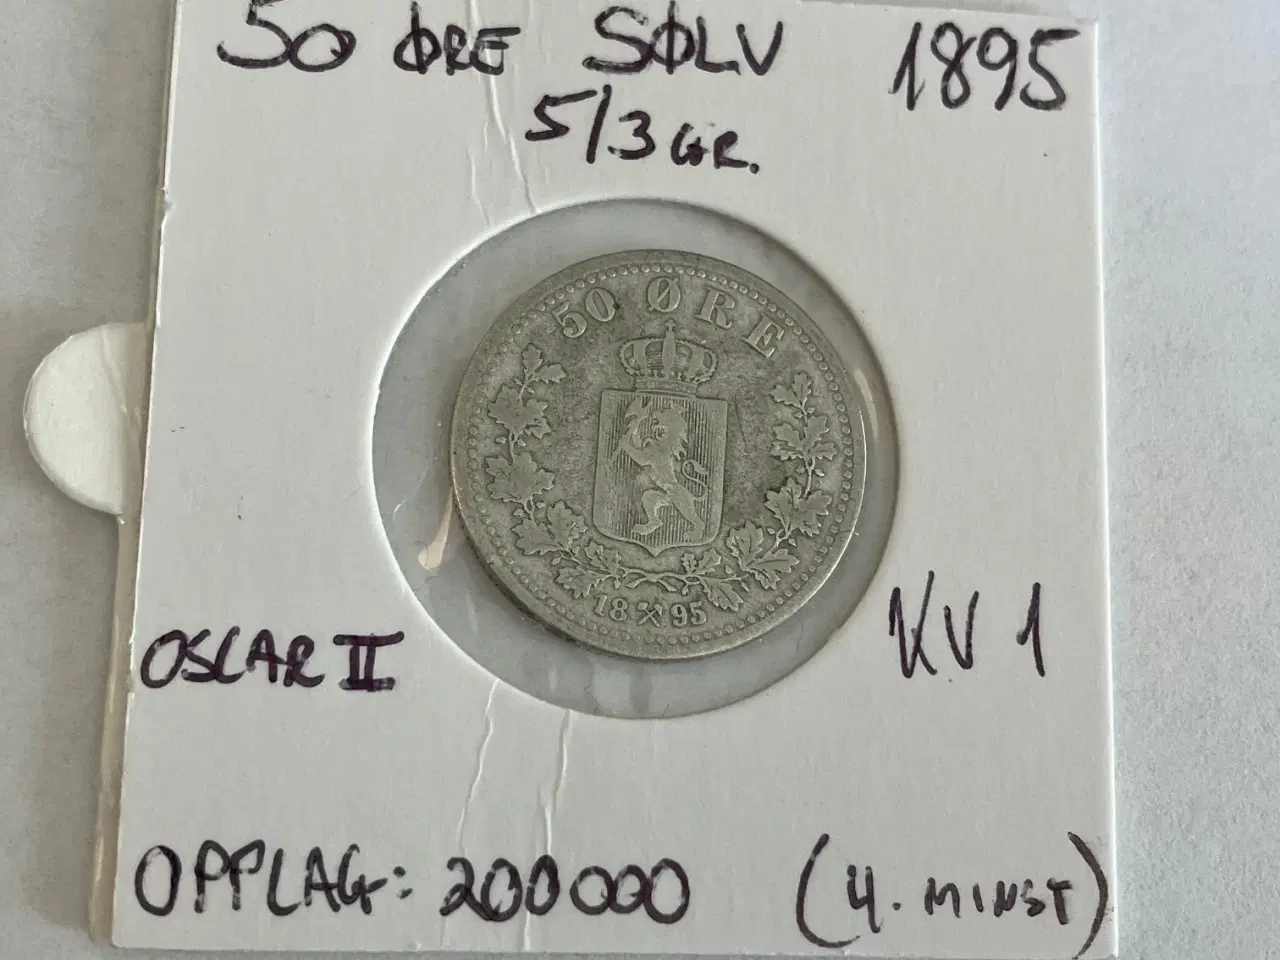 50 ØRE SØLV 1895
5/3 GR.
50 ØRE
18 95
OSCAR II
KV 1
OPPLAG: 200000 (4. MINST)